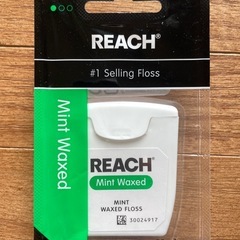 REACH®
#1 Selling Floss
Mint Waxed
REACH®
Mint Waxed
MINT
WAXED FLOSS
30024917